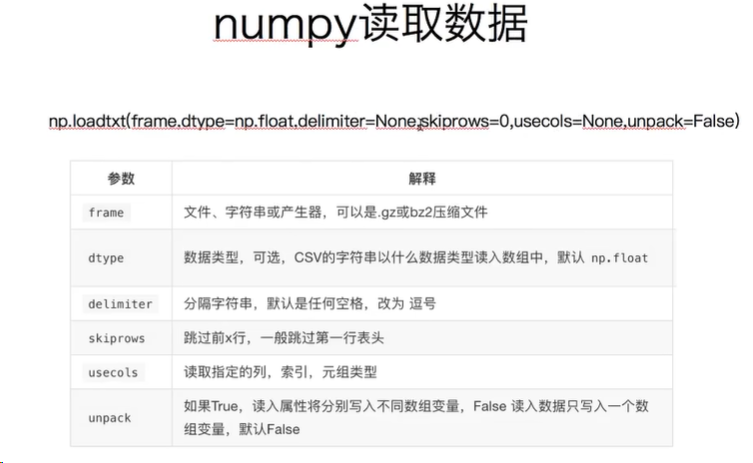 numpy读取数据
np.loadtxt(frame.dtype=np.float,delimiter=None,skiprows=0,usecols=None,unpack=False)
参数 解释
frame 文件、字符串或产生器，可以是.gz或bz2压缩文件
dtype 数据类型，可选，CSV的字符串以什么数据类型读入数组中，默认 np.float
delimiter 分隔字符串，默认是任何空格，改为 逗号
skiprows 跳过前x行，一般跳过第一行表头
usecols 读取指定的列，索引，元组类型
unpack 如果True，读入属性将分别写入不同数组变量，False 读入数据只写入一个数
组变量，默认False